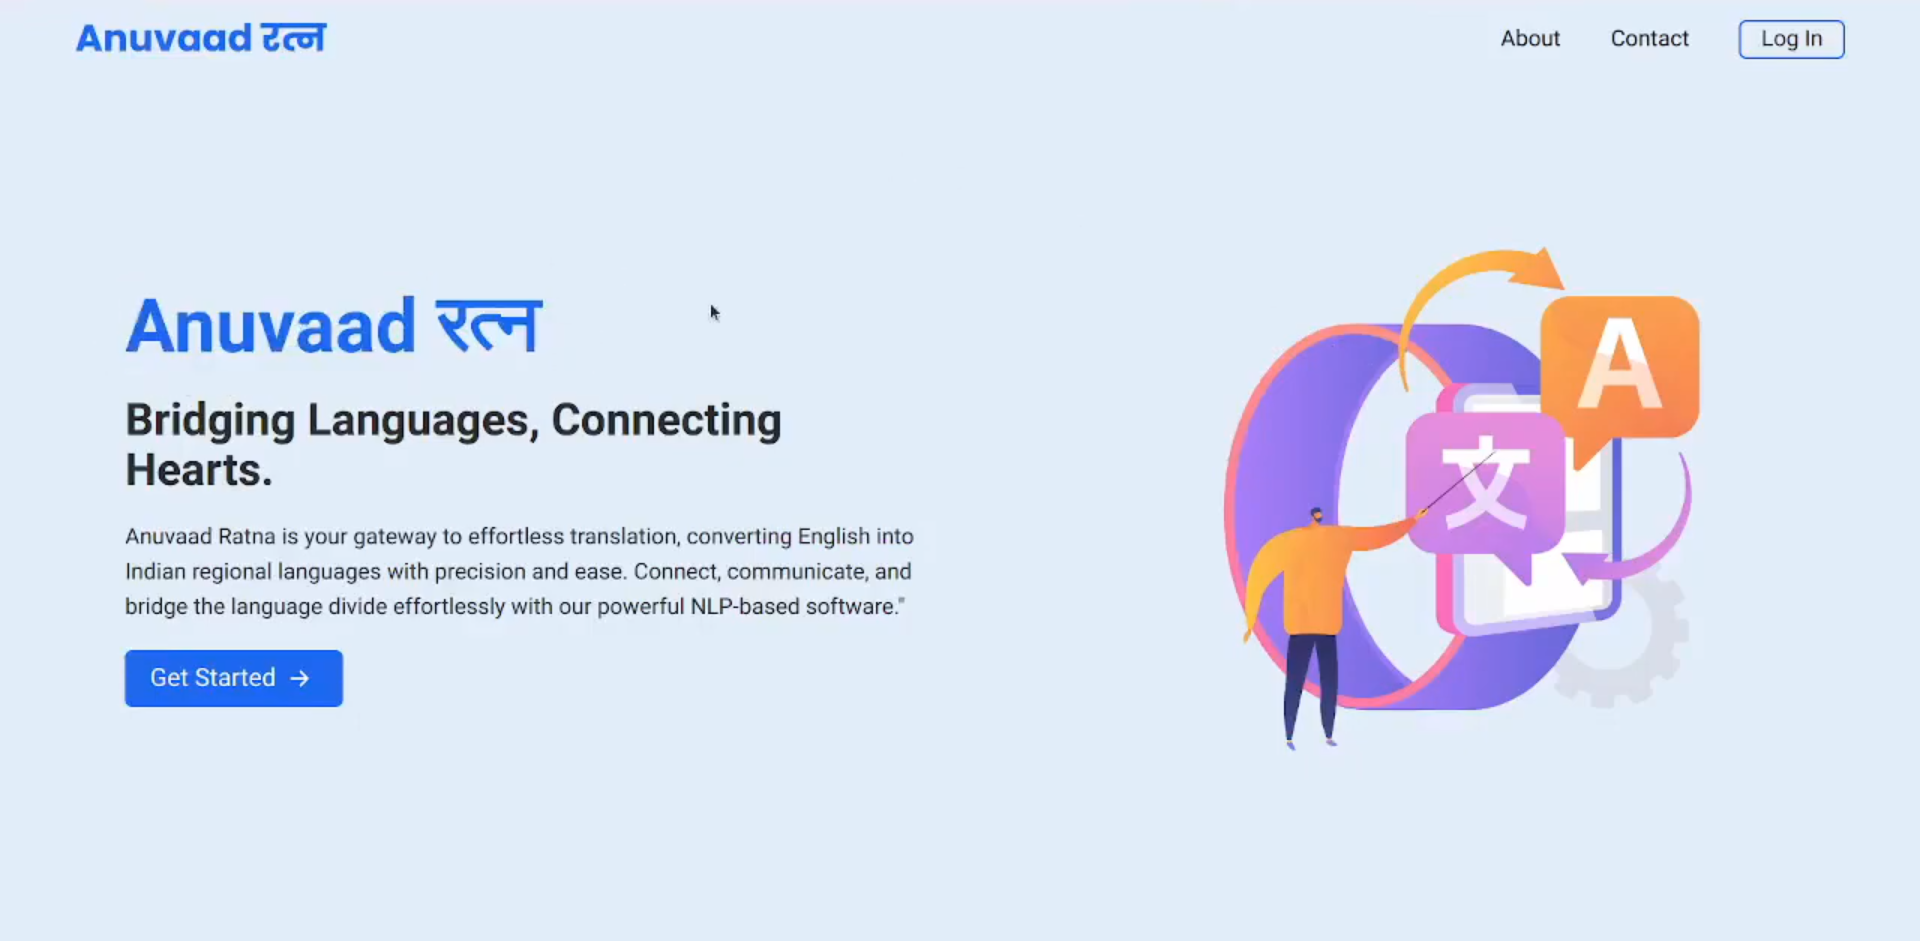 Anuvaad रत्न
About
Contact
Log In
Anuvaad रत्न
Bridging Languages, Connecting
Hearts.
Anuvaad Ratna is your gateway to effortless translation, converting English into
Indian regional languages with precision and ease. Connect, communicate, and
bridge the language divide effortlessly with our powerful NLP-based software."
Get Started →
A
文